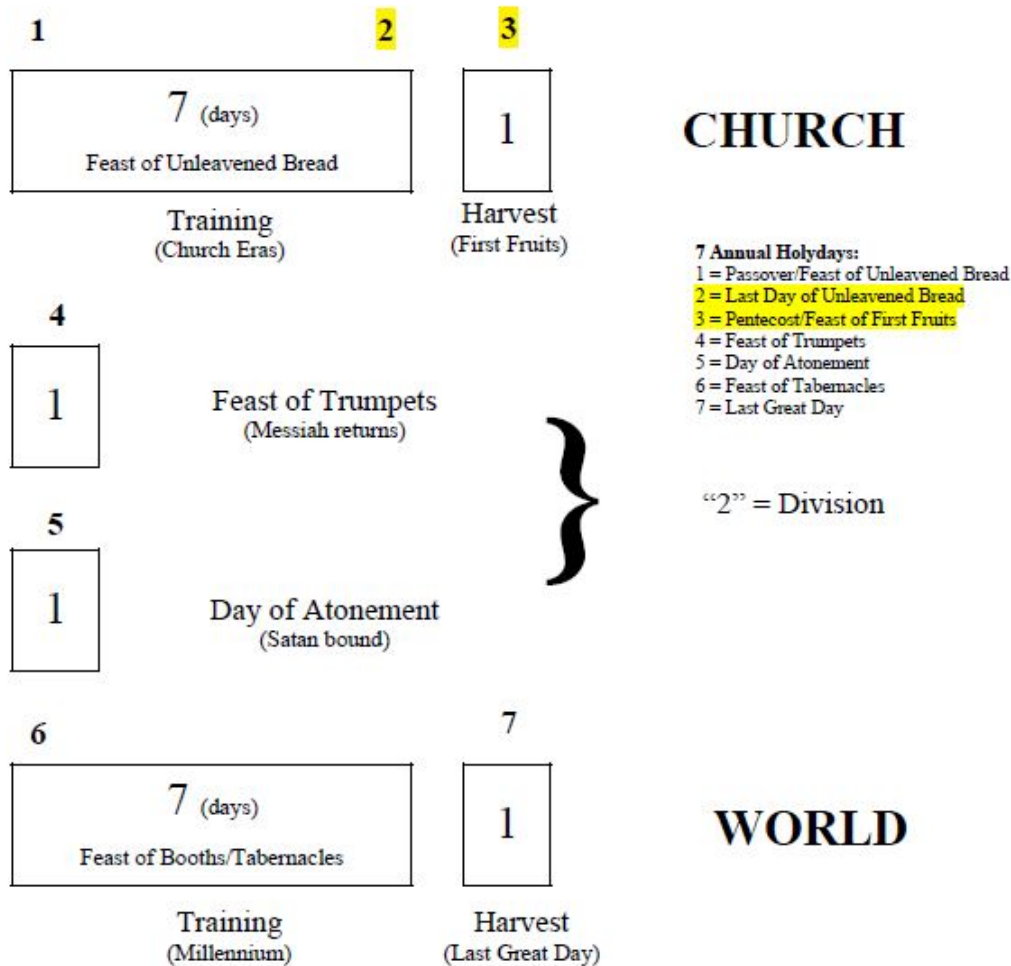 1
2
3
7 (days)
Feast of Unleavened Bread
1
CHURCH
Training
(Church Eras)
Harvest
(First Fruits)
7 Annual Holydays:
1 = Passover/Feast of Unleavened Bread
2 = Last Day of Unleavened Bread
3 = Pentecost/Feast of First Fruits
4 = Feast of Trumpets
5 = Day of Atonement
6 = Feast of Tabernacles
7 = Last Great Day
4
1
Feast of Trumpets
(Messiah returns)
}
“2” = Division
5
1
Day of Atonement
(Satan bound)
6
7
7 (days)
Feast of Booths/Tabernacles
1
WORLD
Training
(Millennium)
Harvest
(Last Great Day)